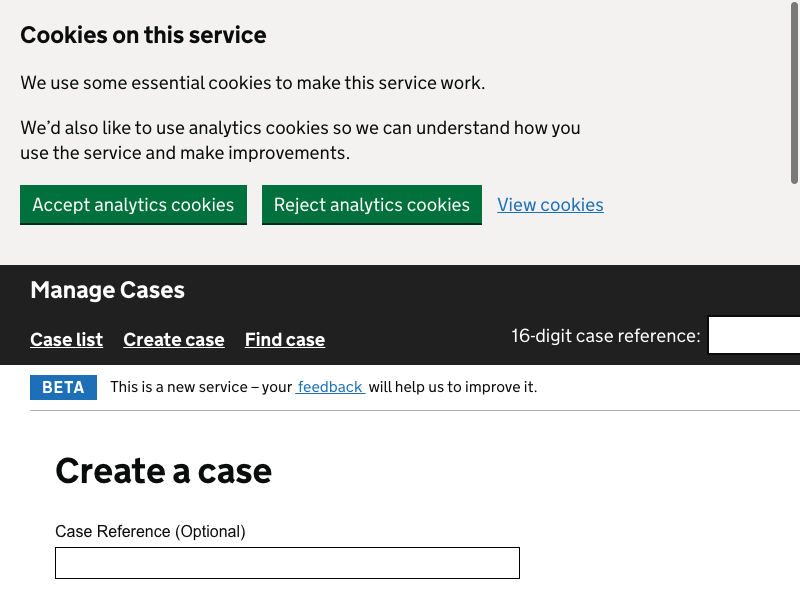 Cookies on this service
We use some essential cookies to make this service work.
We’d also like to use analytics cookies so we can understand how you
use the service and make improvements.
Accept analytics cookies Reject analytics cookies View cookies
Manage Cases
Case list Create case Find case 16-digit case reference:
BETA This is a new service – your feedback will help us to improve it.
Create a case
Case Reference (Optional)